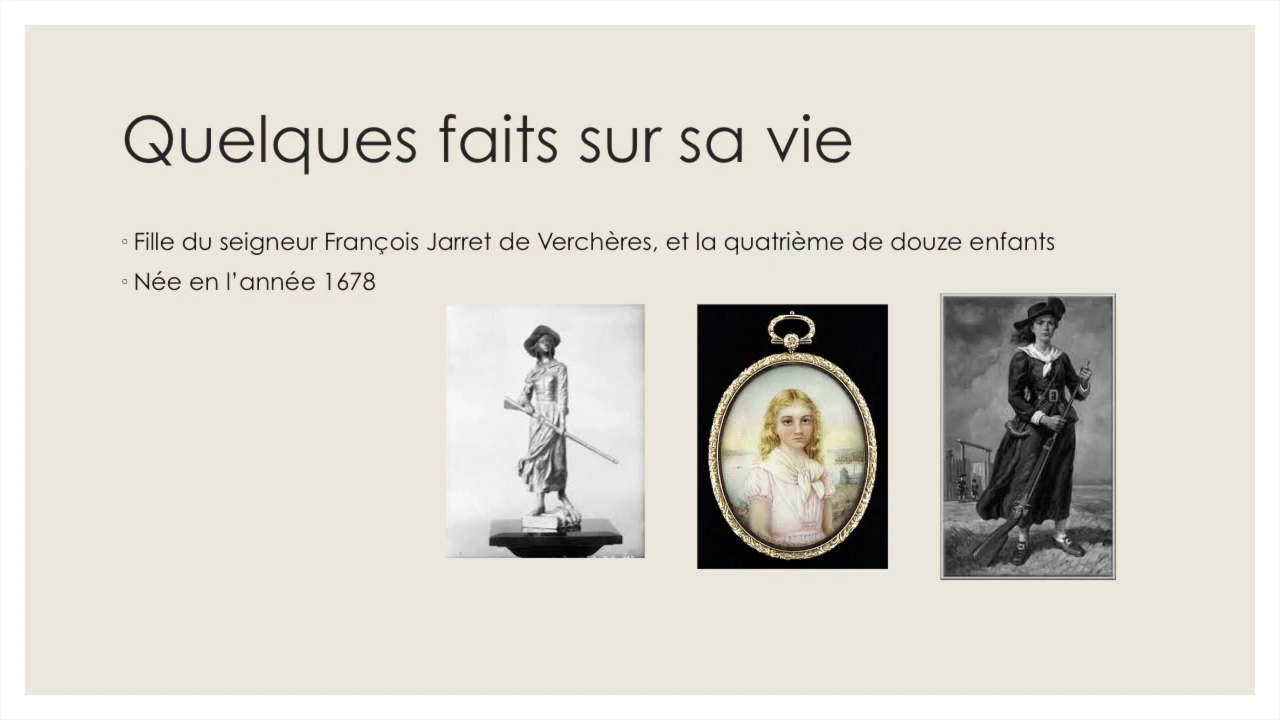 Quelques faits sur sa vie
◦ Fille du seigneur François Jarret de Verchères, et la quatrième de douze enfants
◦ Née en l’année 1678